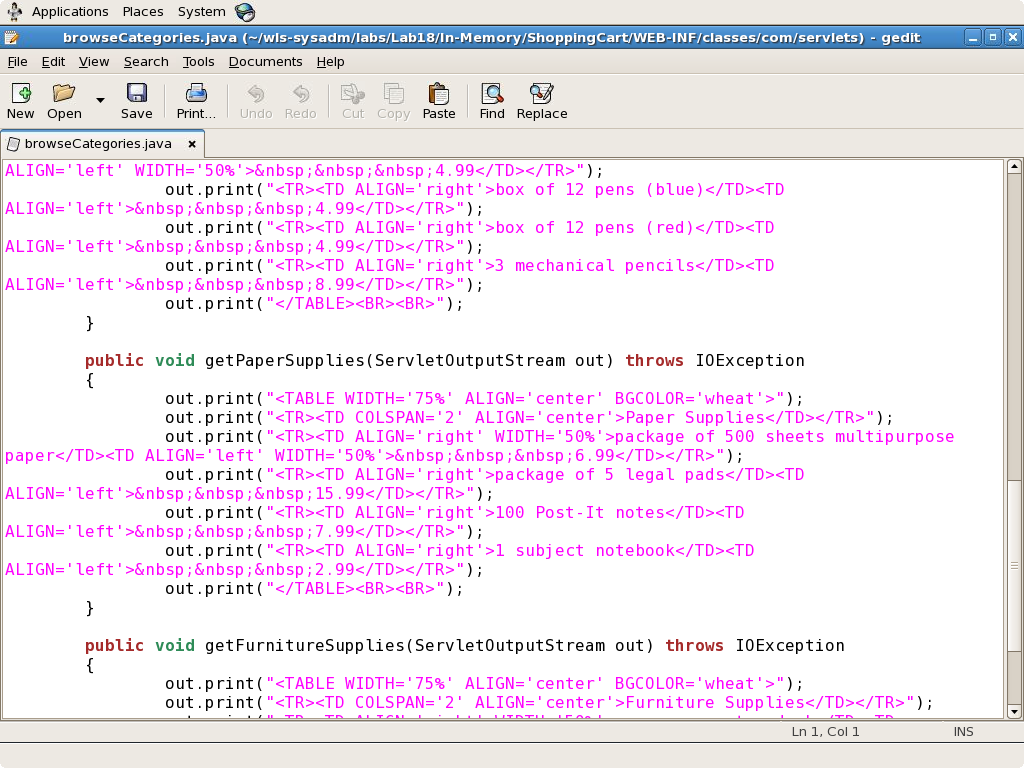 Applications Places System
browseCategories.java (~/wls-sysadm/labs/Lab18/In-Memory/ShoppingCart/WEB-INF/classes/com/servlets) - gedit
File Edit View Search Tools Documents Help
New Open Save Print... Undo Redo Cut Copy Paste Find Replace
browseCategories.java
ALIGN='left' WIDTH='50%'>&nbsp;&nbsp;&nbsp;4.99</TD></TR>");
out.print("<TR><TD ALIGN='right'>box of 12 pens (blue)</TD><TD
ALIGN='left'>&nbsp;&nbsp;&nbsp;4.99</TD></TR>");
out.print("<TR><TD ALIGN='right'>box of 12 pens (red)</TD><TD
ALIGN='left'>&nbsp;&nbsp;&nbsp;4.99</TD></TR>");
out.print("<TR><TD ALIGN='right'>3 mechanical pencils</TD><TD
ALIGN='left'>&nbsp;&nbsp;&nbsp;8.99</TD></TR>");
out.print("</TABLE><BR><BR>");
}
public void getPaperSupplies(ServletOutputStream out) throws IOException
{
out.print("<TABLE WIDTH='75%' ALIGN='center' BGCOLOR='wheat'>");
out.print("<TR><TD COLSPAN='2' ALIGN='center'>Paper Supplies</TD></TR>");
out.print("<TR><TD ALIGN='right' WIDTH='50%'>package of 500 sheets multipurpose
paper</TD><TD ALIGN='left' WIDTH='50%'>&nbsp;&nbsp;&nbsp;6.99</TD></TR>");
out.print("<TR><TD ALIGN='right'>package of 5 legal pads</TD><TD
ALIGN='left'>&nbsp;&nbsp;&nbsp;15.99</TD></TR>");
out.print("<TR><TD ALIGN='right'>100 Post-It notes</TD><TD
ALIGN='left'>&nbsp;&nbsp;&nbsp;7.99</TD></TR>");
out.print("<TR><TD ALIGN='right'>1 subject notebook</TD><TD
ALIGN='left'>&nbsp;&nbsp;&nbsp;2.99</TD></TR>");
out.print("</TABLE><BR><BR>");
}
public void getFurnitureSupplies(ServletOutputStream out) throws IOException
{
out.print("<TABLE WIDTH='75%' ALIGN='center' BGCOLOR='wheat'>");
out.print("<TR><TD COLSPAN='2' ALIGN='center'>Furniture Supplies</TD></TR>");
Ln 1, Col 1 INS